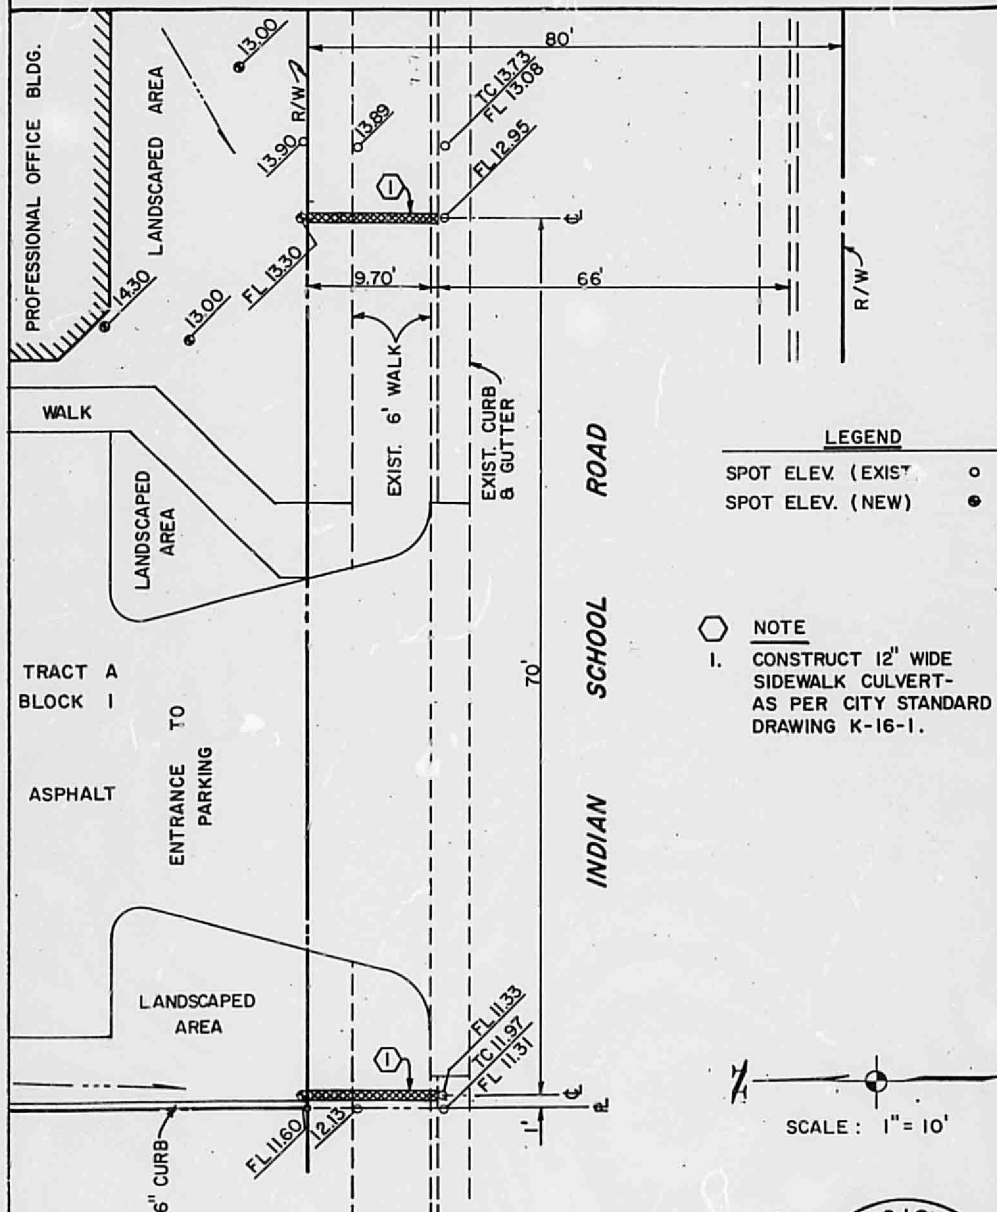 PROFESSIONAL OFFICE BLDG.
LANDSCAPED AREA
13.00
R/W
80'
13.90
13.89
TC 13.73
FL 13.08
FL 12.95
1
℄
FL 13.30
14.30
13.00
9.70'
66'
R/W
WALK
EXIST. 6' WALK
EXIST. CURB
& GUTTER
LANDSCAPED
AREA
INDIAN SCHOOL ROAD
70'
LEGEND
SPOT ELEV. (EXIST
SPOT ELEV. (NEW)
NOTE
1. CONSTRUCT 12" WIDE
SIDEWALK CULVERT-
AS PER CITY STANDARD
DRAWING K-16-1.
TRACT A
BLOCK 1
ASPHALT
ENTRANCE TO
PARKING
LANDSCAPED
AREA
1
FL 11.33
TC 11.97
FL 11.31
℄
FL 11.60
12.13
1'
6" CURB
SCALE: 1" = 10'